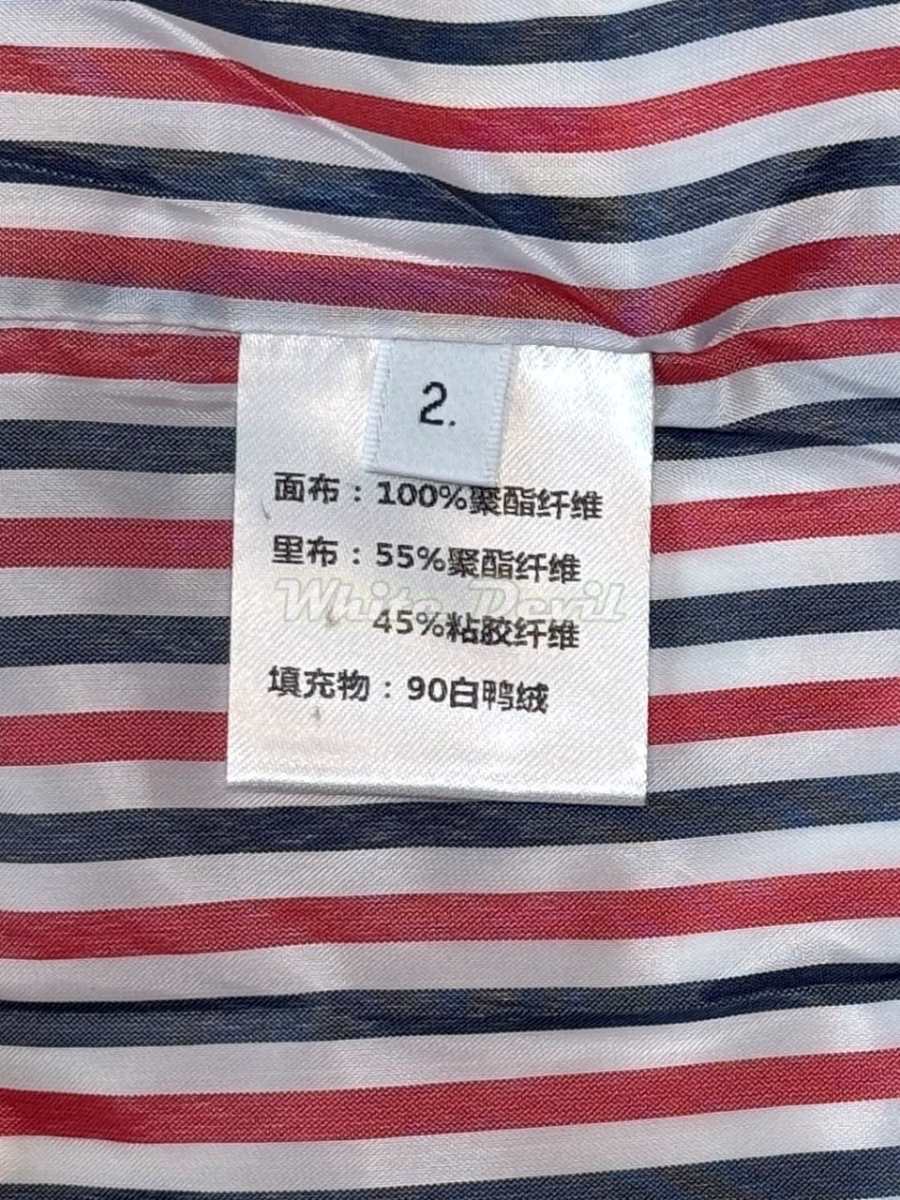 2.
面布：100%聚酯纤维
里布：55%聚酯纤维
White Devil
45%粘胶纤维
填充物：90白鸭绒